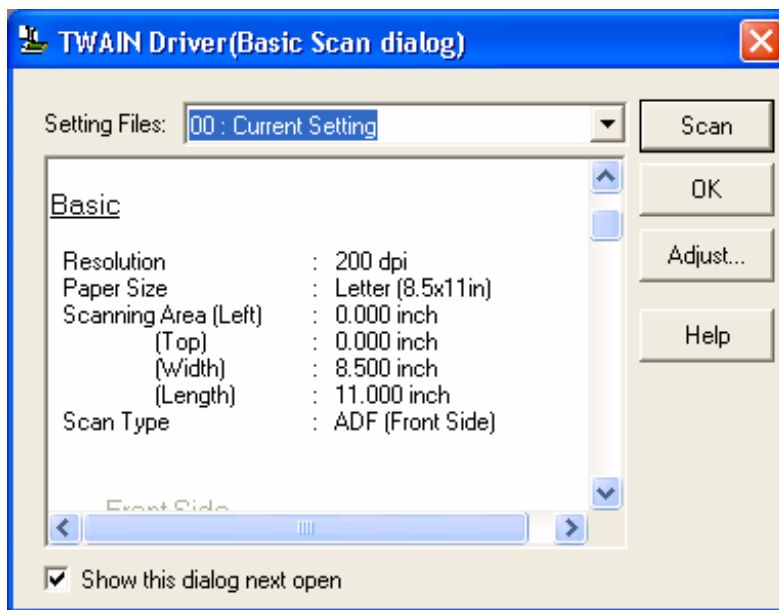 TWAIN Driver(Basic Scan dialog)
Setting Files: 00 : Current Setting
Scan
OK
Adjust...
Help
Basic
Resolution : 200 dpi
Paper Size : Letter (8.5x11in)
Scanning Area (Left) : 0.000 inch
(Top) : 0.000 inch
(Width) : 8.500 inch
(Length) : 11.000 inch
Scan Type : ADF (Front Side)
Front Side
Show this dialog next open